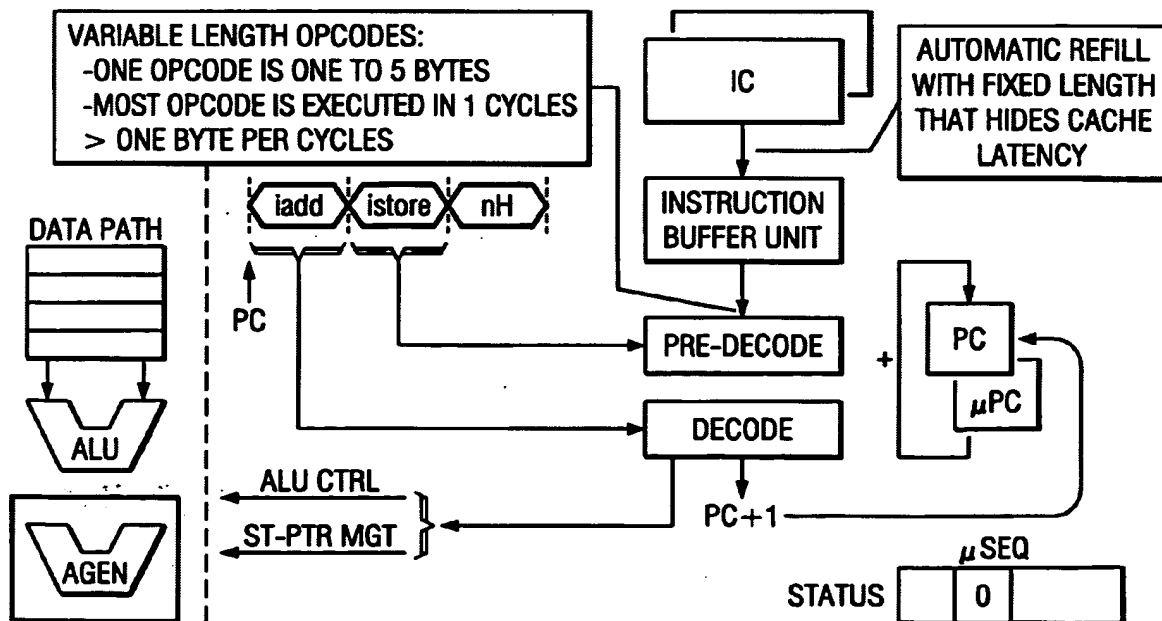 VARIABLE LENGTH OPCODES:
-ONE OPCODE IS ONE TO 5 BYTES
-MOST OPCODE IS EXECUTED IN 1 CYCLES
> ONE BYTE PER CYCLES
IC
AUTOMATIC REFILL
WITH FIXED LENGTH
THAT HIDES CACHE
LATENCY
iadd
istore
nH
INSTRUCTION
BUFFER UNIT
DATA PATH
PC
PRE-DECODE
+
PC
μPC
ALU
DECODE
ALU CTRL
ST-PTR MGT
PC+1
AGEN
μSEQ
STATUS
0